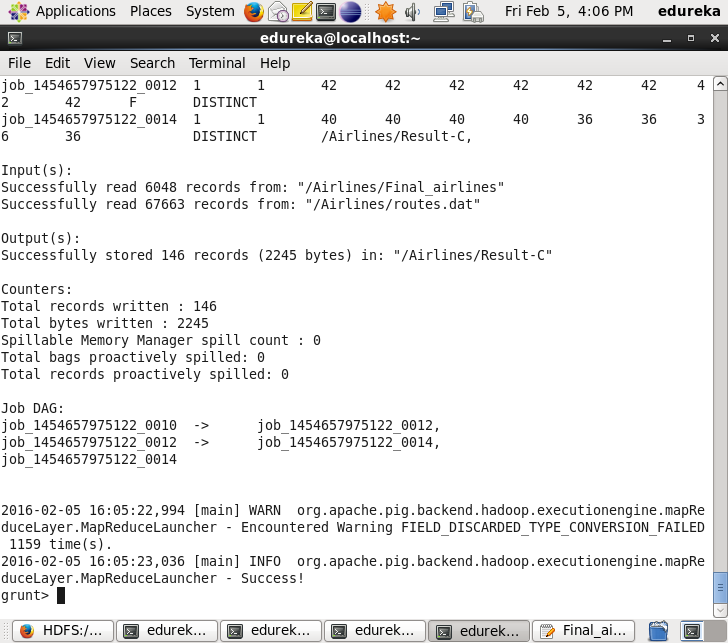 Applications Places System Fri Feb 5, 4:06 PM edureka
edureka@localhost:~
File Edit View Search Terminal Help
job_1454657975122_0012 1 1 42 42 42 42 42 42 4
2 42 F DISTINCT
job_1454657975122_0014 1 1 40 40 40 40 36 36 3
6 36 DISTINCT /Airlines/Result-C,
Input(s):
Successfully read 6048 records from: "/Airlines/Final_airlines"
Successfully read 67663 records from: "/Airlines/routes.dat"
Output(s):
Successfully stored 146 records (2245 bytes) in: "/Airlines/Result-C"
Counters:
Total records written : 146
Total bytes written : 2245
Spillable Memory Manager spill count : 0
Total bags proactively spilled: 0
Total records proactively spilled: 0
Job DAG:
job_1454657975122_0010 -> job_1454657975122_0012,
job_1454657975122_0012 -> job_1454657975122_0014,
job_1454657975122_0014
2016-02-05 16:05:22,994 [main] WARN org.apache.pig.backend.hadoop.executionengine.mapRe
duceLayer.MapReduceLauncher - Encountered Warning FIELD_DISCARDED_TYPE_CONVERSION_FAILED
1159 time(s).
2016-02-05 16:05:23,036 [main] INFO org.apache.pig.backend.hadoop.executionengine.mapRe
duceLayer.MapReduceLauncher - Success!
grunt>
HDFS:/... edurek... edurek... edurek... edurek... Final_ai...